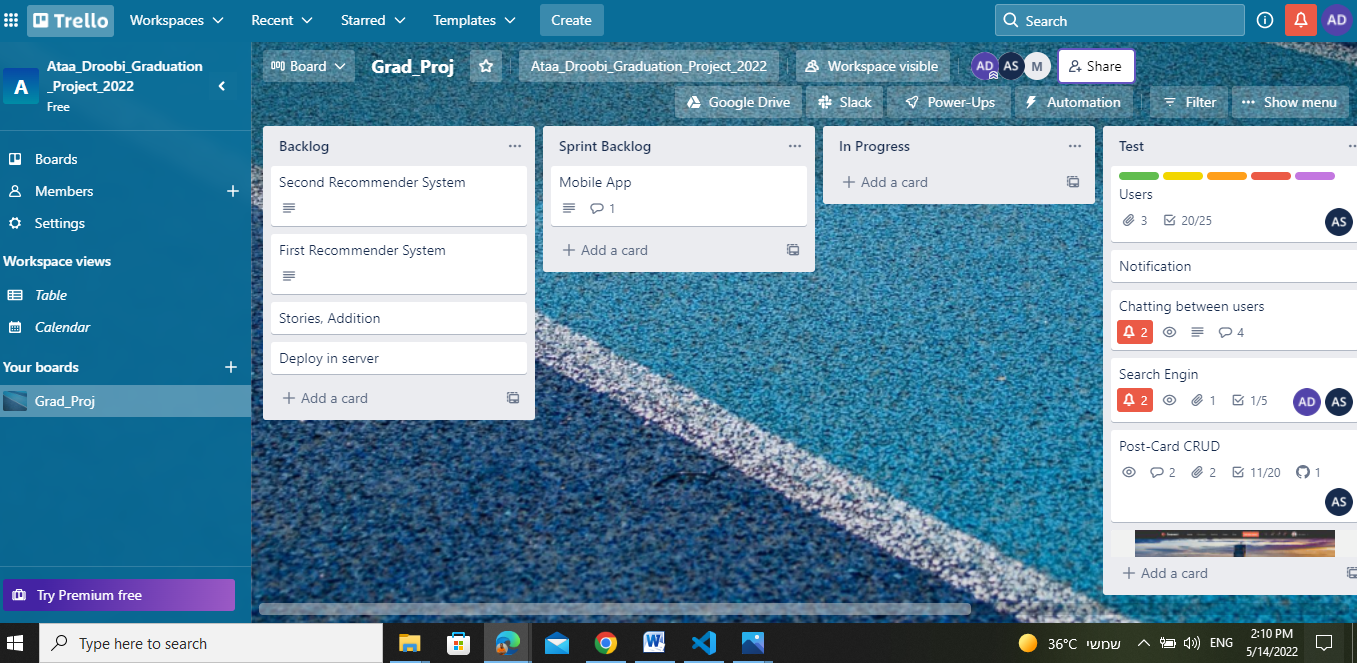 Trello
Workspaces
Recent
Starred
Templates
Create
Search
AD
A
Ataa_Droobi_Graduation
_Project_2022
Free
Boards
Members
Settings
Workspace views
Table
Calendar
Your boards
Grad_Proj
Try Premium free
Board
Grad_Proj
Ataa_Droobi_Graduation_Project_2022
Workspace visible
AD
AS
M
Share
Google Drive
Slack
Power-Ups
Automation
Filter
Show menu
Backlog
Second Recommender System
First Recommender System
Stories, Addition
Deploy in server
Add a card
Sprint Backlog
Mobile App
1
Add a card
In Progress
Add a card
Test
Users
3 20/25
AS
Notification
Chatting between users
2 4
Search Engin
2 1 1/5
AD AS
Post-Card CRUD
2 2 11/20 1
AS
Add a card
Type here to search
36°C שמשי
ENG
2:10 PM
5/14/2022